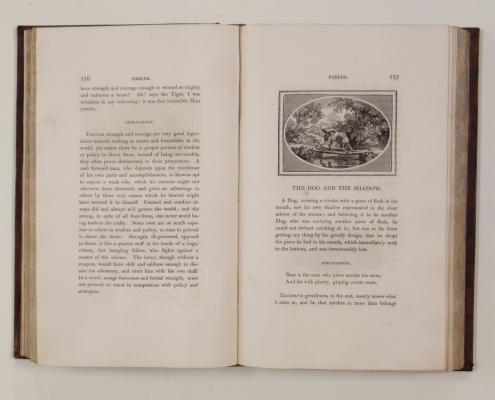 116
FABLES.
have strength and courage enough to wound so mighty
and valorous a beast? Ah! says the Tiger, I was
mistaken in my reckoning: it was that invincible Man
APPLICATION.
Though strength and courage are very good ingre-
dients towards making us secure and formidable in the
world, yet unless there be a proper portion of wisdom
or policy to direct them, instead of being serviceable,
they often prove detrimental to their proprietors. A
rash forward man, who depends upon the excellence
of his own parts and accomplishments, is likewise apt
to expose a weak side, which his enemies might not
otherwise have observed; and gives an advantage to
others by those very means which he fancied might
have secured it to himself. Counsel and conduct al-
ways did and always will govern the world; and the
strong, in spite of all their force, can never avoid be-
ing tools to the crafty. Some men are as much supe-
rior to others in wisdom and policy, as man in general
is above the brute. Strength, ill-governed, opposed
to them, is like a quarter-staff in the hands of a huge,
robust, but bungling fellow, who fights against a
master of the science. The latter, though without a
weapon, would have skill and address enough to dis-
arm his adversary, and drub him with his own staff.
In a word, savage fierceness and brutal strength, must
not pretend to stand in competition with policy and
stratagem.
FABLES.
117
THE DOG AND THE SHADOW.
A Dog, crossing a rivulet with a piece of flesh in his
mouth, saw his own shadow represented in the clear
mirror of the stream; and believing it to be another
Dog who was carrying another piece of flesh, he
could not forbear catching at it; but was so far from
getting any thing by his greedy design, that he dropt
the piece he had in his mouth, which immediately sunk
to the bottom, and was irrecoverably lost.
APPLICATION.
Base is the man who pines amidst his store,
And fat with plenty, griping covets more.
Excessive greediness, in the end, mostly misses what
it aims at, and he that catches at more than belongs